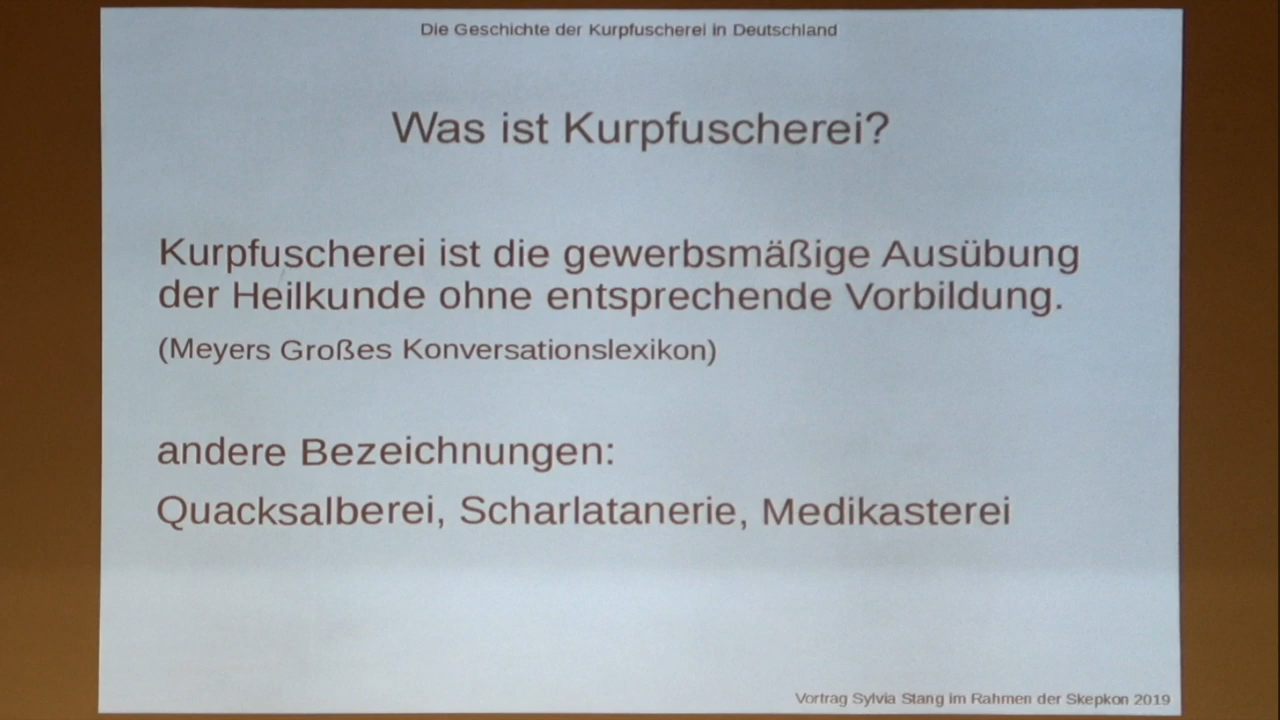 Die Geschichte der Kurpfuscherei in Deutschland
Was ist Kurpfuscherei?
Kurpfuscherei ist die gewerbsmäßige Ausübung
der Heilkunde ohne entsprechende Vorbildung.
(Meyers Großes Konversationslexikon)
andere Bezeichnungen:
Quacksalberei, Scharlatanerie, Medikasterei
Vortrag Sylvia Stang im Rahmen der Skepkon 2019